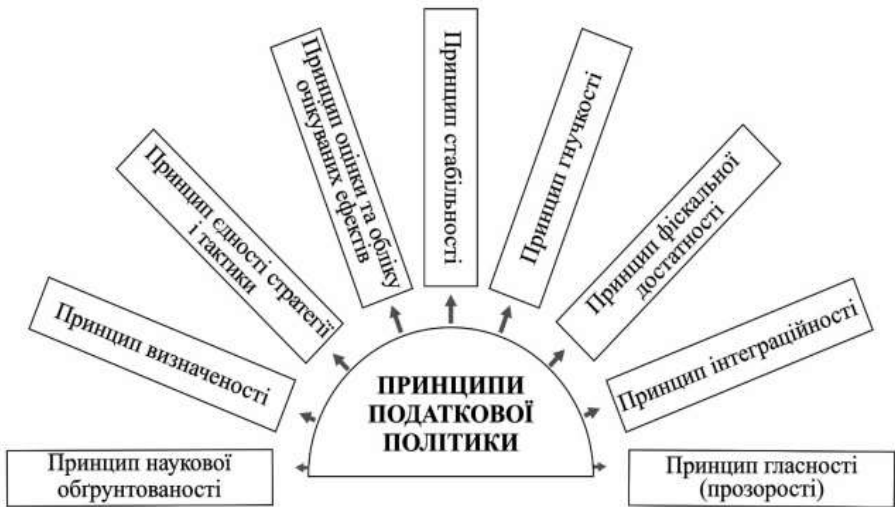 Принцип наукової
обґрунтованості
Принцип визначеності
Принцип єдності стратегії
і тактики
Принцип оцінки та обліку
очікуваних ефектів
Принцип стабільності
Принцип гнучкості
Принцип фіскальної
достатності
Принцип інтеграційності
Принцип гласності
(прозорості)
ПРИНЦИПИ
ПОДАТКОВОЇ
ПОЛІТИКИ